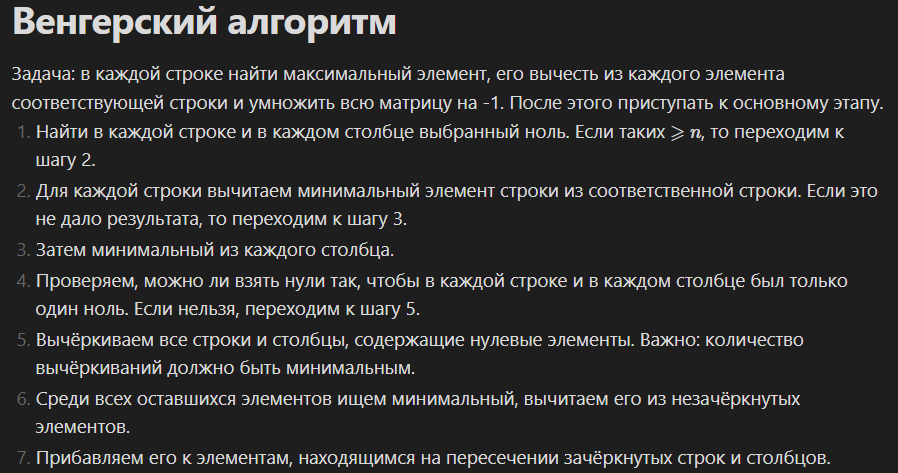 Венгерский алгоритм
Задача: в каждой строке найти максимальный элемент, его вычесть из каждого элемента
соответствующей строки и умножить всю матрицу на -1. После этого приступать к основному этапу.
1. Найти в каждой строке и в каждом столбце выбранный ноль. Если таких ⩾ n, то переходим к
шагу 2.
2. Для каждой строки вычитаем минимальный элемент строки из соответственной строки. Если это
не дало результата, то переходим к шагу 3.
3. Затем минимальный из каждого столбца.
4. Проверяем, можно ли взять нули так, чтобы в каждой строке и в каждом столбце был только
один ноль. Если нельзя, переходим к шагу 5.
5. Вычёркиваем все строки и столбцы, содержащие нулевые элементы. Важно: количество
вычёркиваний должно быть минимальным.
6. Среди всех оставшихся элементов ищем минимальный, вычитаем его из незачёркнутых
элементов.
7. Прибавляем его к элементам, находящимся на пересечении зачёркнутых строк и столбцов.